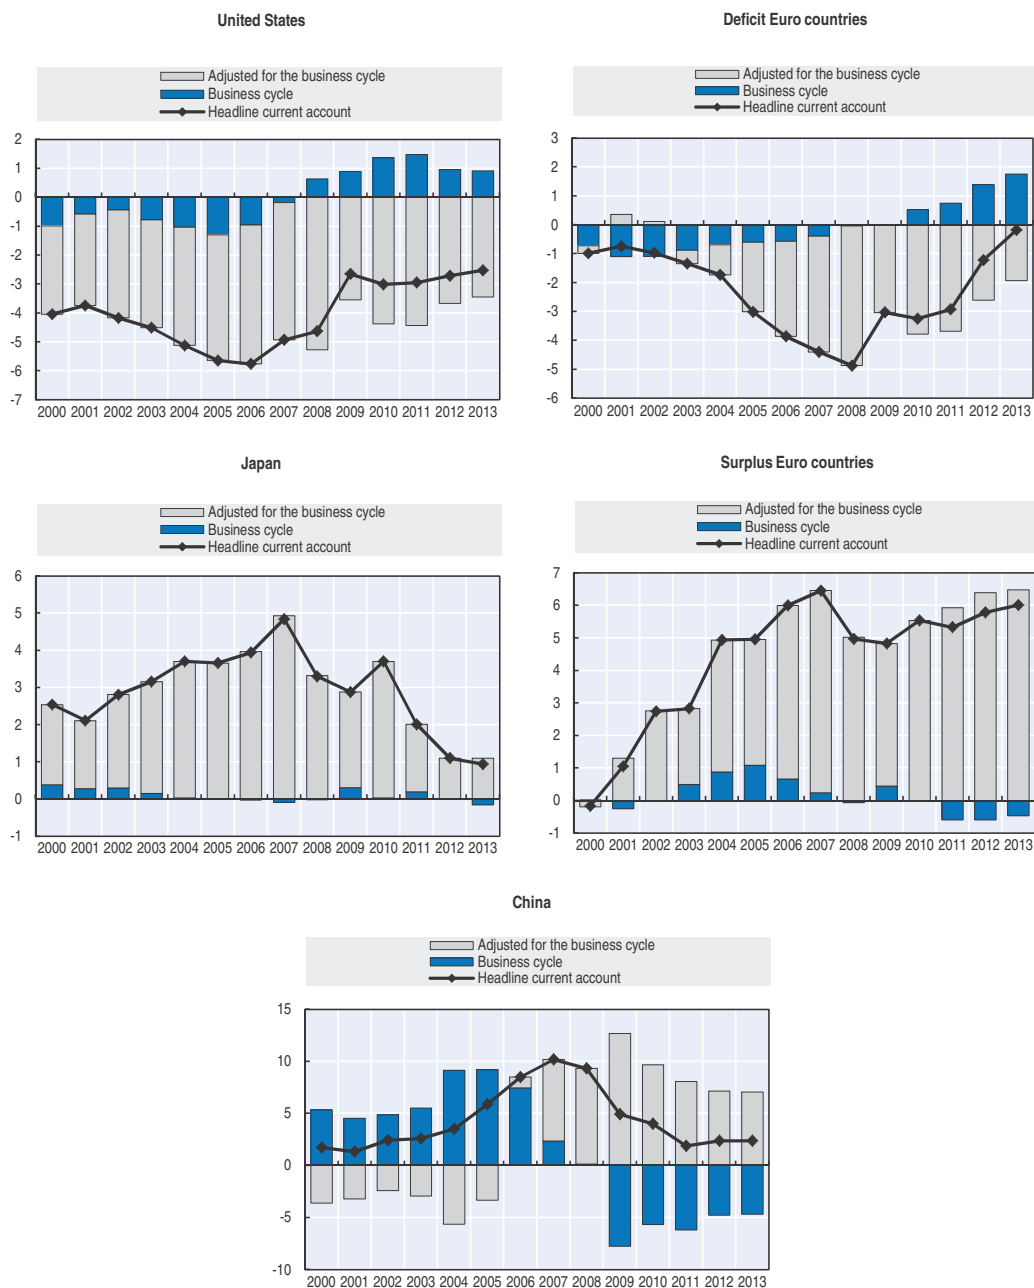 United States
Adjusted for the business cycle
Business cycle
Headline current account
2
1
0
-1
-2
-3
-4
-5
-6
-7
2000 2001 2002 2003 2004 2005 2006 2007 2008 2009 2010 2011 2012 2013
Deficit Euro countries
Adjusted for the business cycle
Business cycle
Headline current account
3
2
1
0
-1
-2
-3
-4
-5
-6
2000 2001 2002 2003 2004 2005 2006 2007 2008 2009 2010 2011 2012 2013
Japan
Adjusted for the business cycle
Business cycle
Headline current account
6
5
4
3
2
1
0
-1
2000 2001 2002 2003 2004 2005 2006 2007 2008 2009 2010 2011 2012 2013
Surplus Euro countries
Adjusted for the business cycle
Business cycle
Headline current account
7
6
5
4
3
2
1
0
-1
2000 2001 2002 2003 2004 2005 2006 2007 2008 2009 2010 2011 2012 2013
China
Adjusted for the business cycle
Business cycle
Headline current account
15
10
5
0
-5
-10
2000 2001 2002 2003 2004 2005 2006 2007 2008 2009 2010 2011 2012 2013